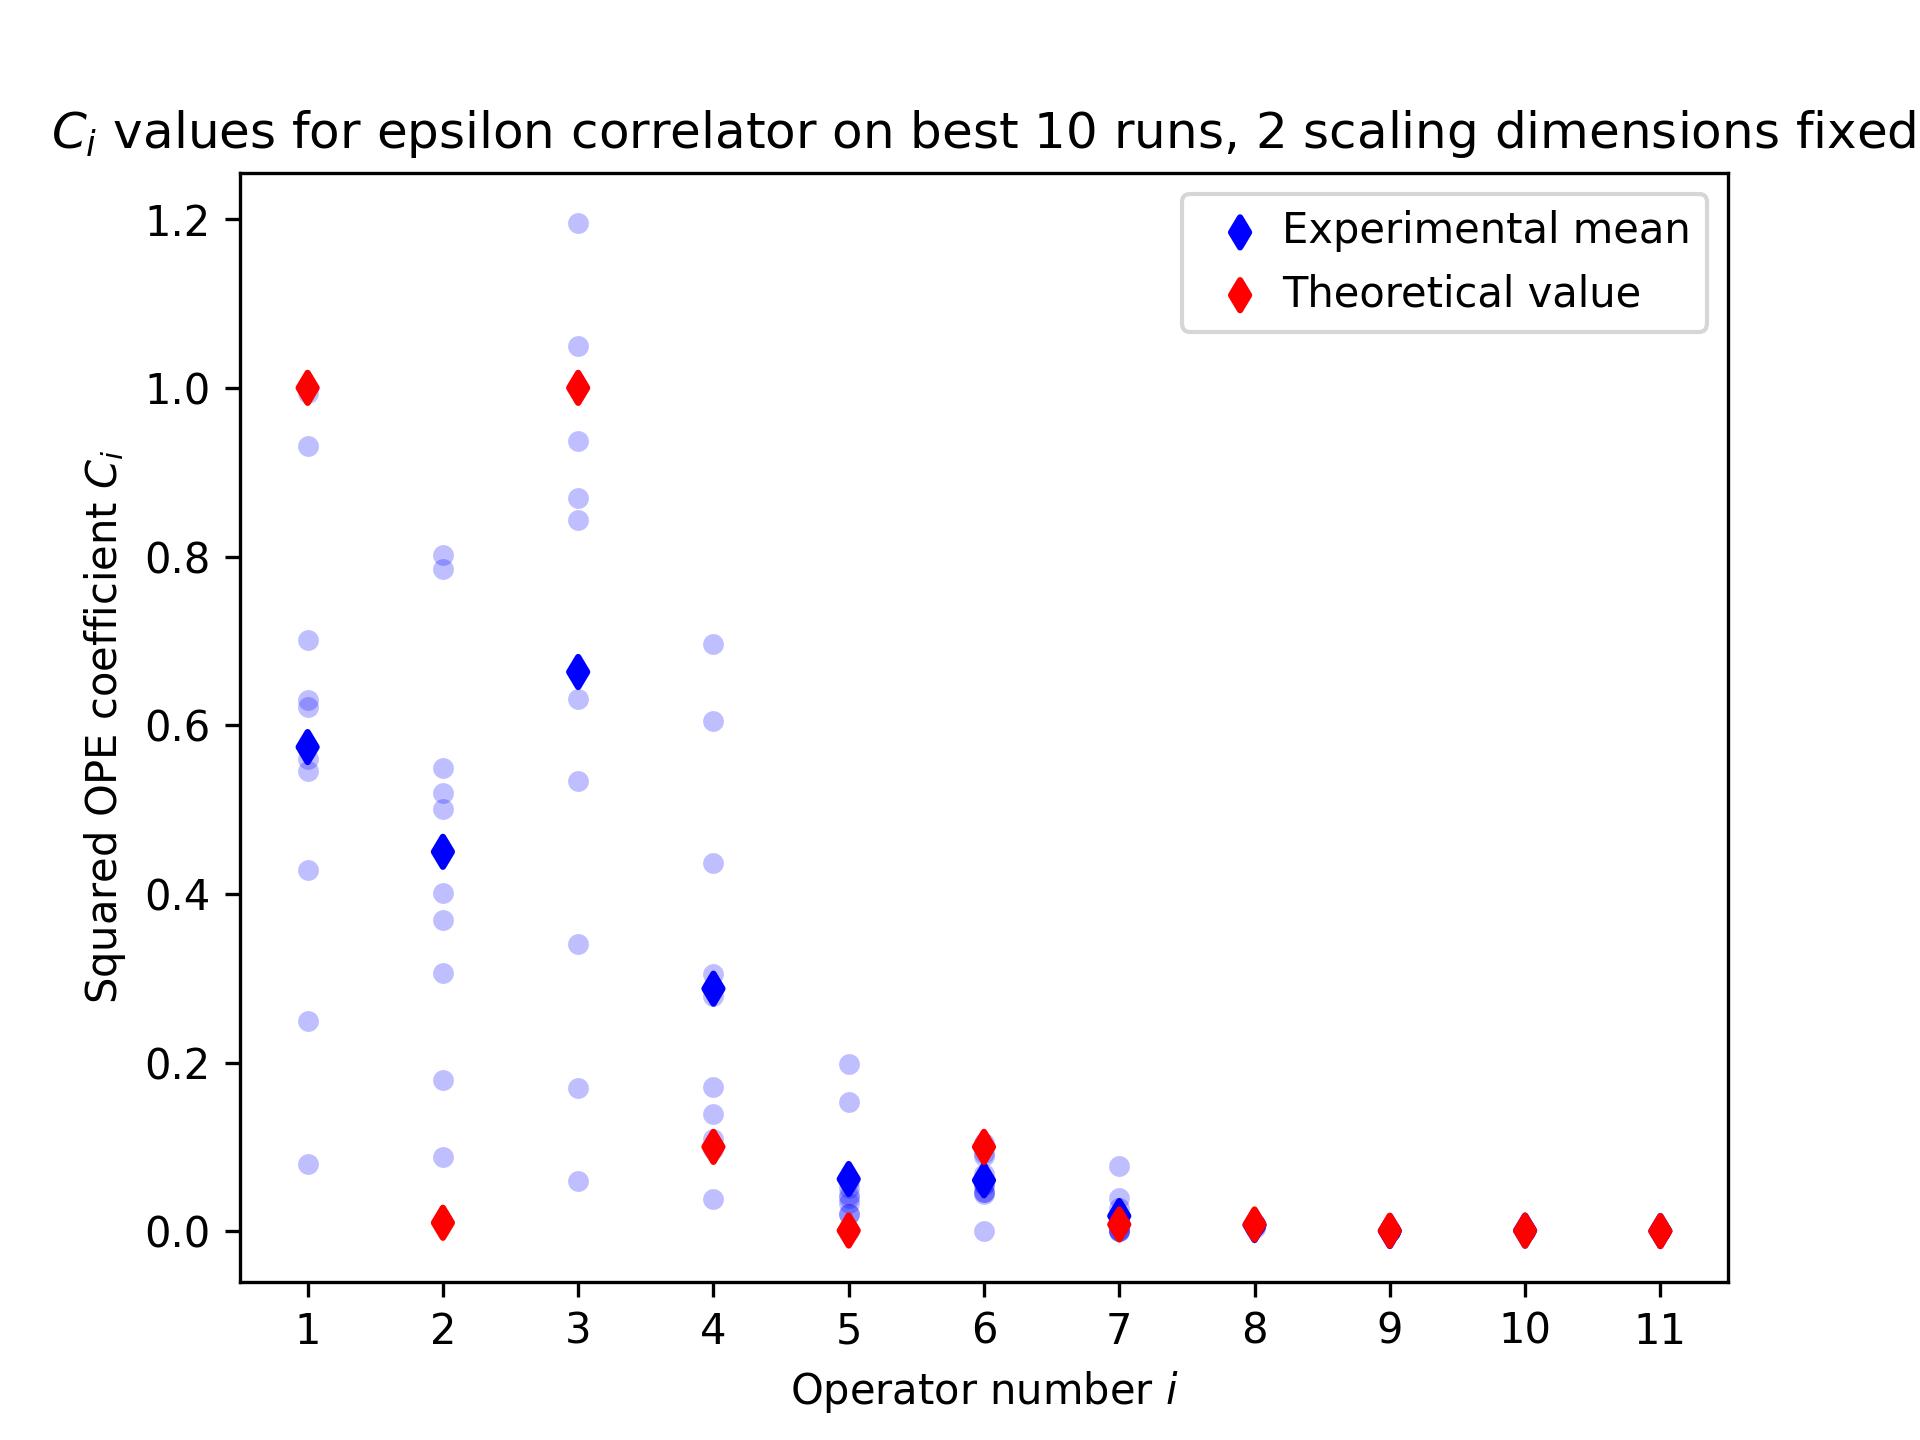 C_i values for epsilon correlator on best 10 runs, 2 scaling dimensions fixed
Experimental mean
Theoretical value
Squared OPE coefficient C_i
1.2
1.0
0.8
0.6
0.4
0.2
0.0
1 2 3 4 5 6 7 8 9 10 11
Operator number i